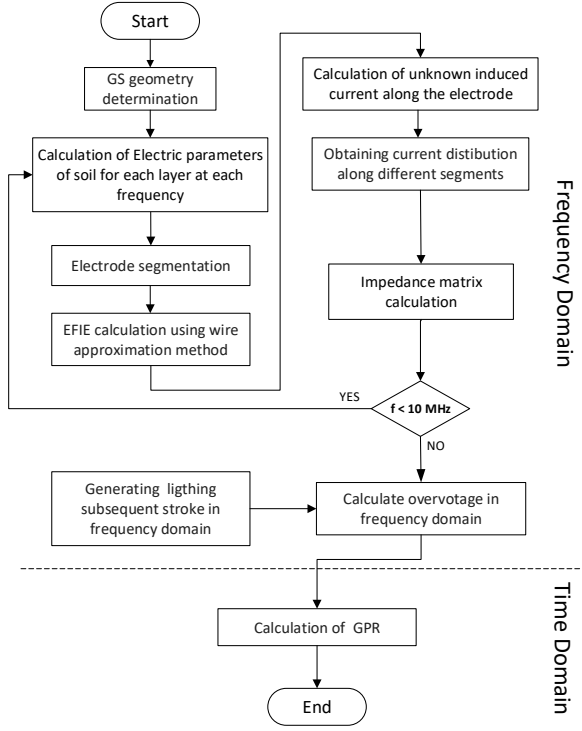 Start
GS geometry
determination
Calculation of Electric parameters
of soil for each layer at each
frequency
Electrode segmentation
EFIE calculation using wire
approximation method
Calculation of unknown induced
current along the electrode
Obtaining current distibution
along different segments
Impedance matrix
calculation
f < 10 MHz
YES
NO
Generating ligthing
subsequent stroke in
frequency domain
Calculate overvotage in
frequency domain
Frequency Domain
Calculation of GPR
End
Time Domain